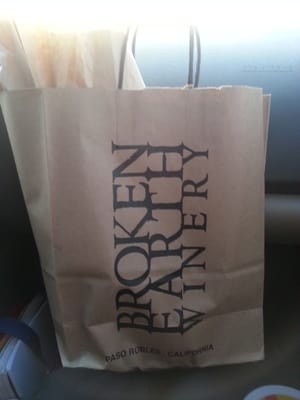 BROKEN
EARTH
WINERY
PASO ROBLES, CALIFORNIA